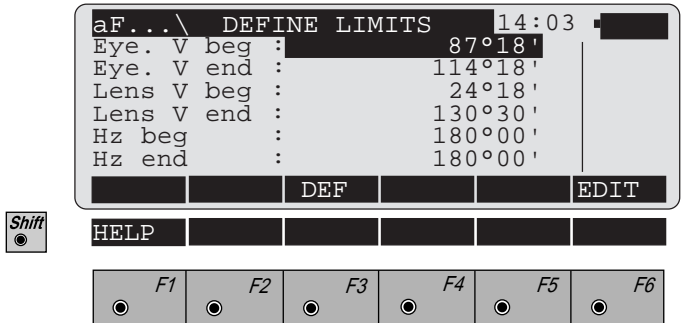 aF...\ DEFINE LIMITS 14:03
Eye. V beg : 87°18'
Eye. V end : 114°18'
Lens V beg : 24°18'
Lens V end : 130°30'
Hz beg : 180°00'
Hz end : 180°00'
DEF EDIT
Shift HELP
F1 F2 F3 F4 F5 F6